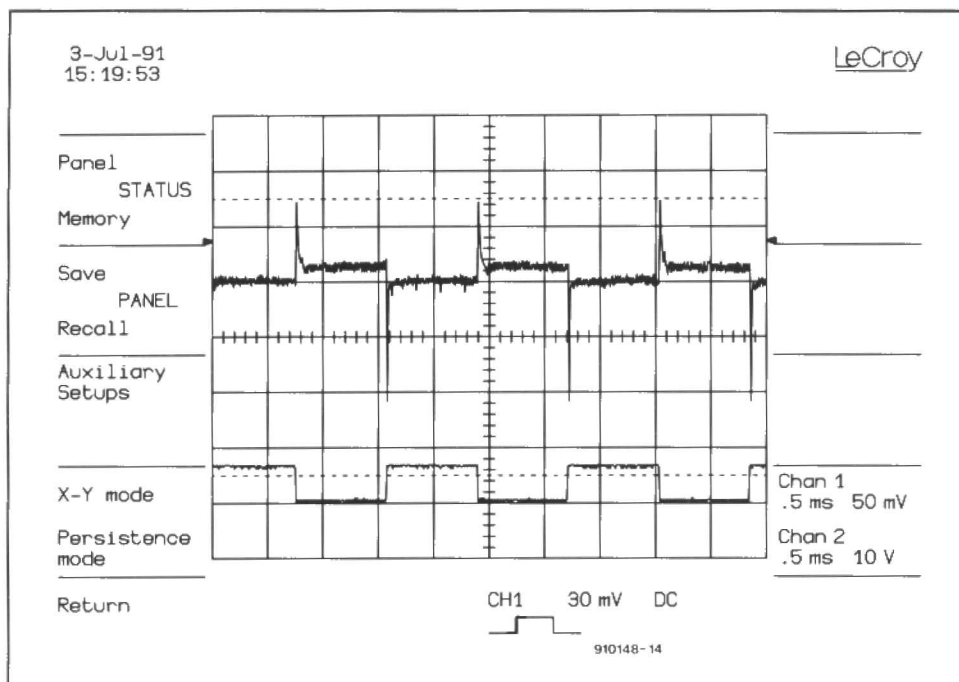 3-Jul-91
15:19:53
LeCroy
Panel
STATUS
Memory
Save
PANEL
Recall
Auxiliary
Setups
X-Y mode
Persistence
mode
Return
Chan 1
.5 ms 50 mV
Chan 2
.5 ms 10 V
CH1 30 mV DC
910148-14